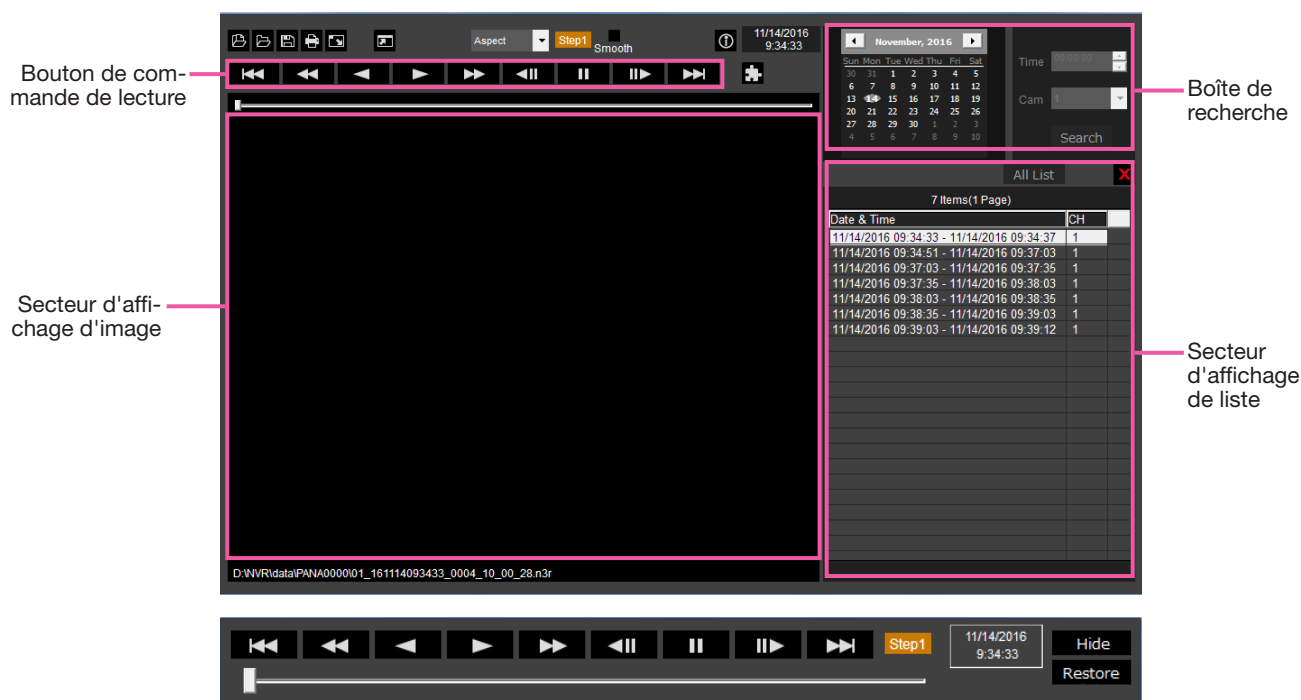 Bouton de com-
mande de lecture
Secteur d'affi-
chage d'image
Aspect
Step1
Smooth
11/14/2016
9:34:33
D:\NVR\data\PANA0000\01_161114093433_0004_10_00_28.n3r
November, 2016
Sun Mon Tue Wed Thu Fri Sat
30 31 1 2 3 4 5
6 7 8 9 10 11 12
13 14 15 16 17 18 19
20 21 22 23 24 25 26
27 28 29 30 1 2 3
4 5 6 7 8 9 10
Time 00:00:00
Cam 1
Search
Boîte de
recherche
All List
X
7 Items(1 Page)
Date & Time CH
11/14/2016 09:34:33 - 11/14/2016 09:34:37 1
11/14/2016 09:34:51 - 11/14/2016 09:37:03 1
11/14/2016 09:37:03 - 11/14/2016 09:37:35 1
11/14/2016 09:37:35 - 11/14/2016 09:38:03 1
11/14/2016 09:38:03 - 11/14/2016 09:38:35 1
11/14/2016 09:38:35 - 11/14/2016 09:39:03 1
11/14/2016 09:39:03 - 11/14/2016 09:39:12 1
Secteur
d'affichage
de liste
Step1
11/14/2016
9:34:33
Hide
Restore